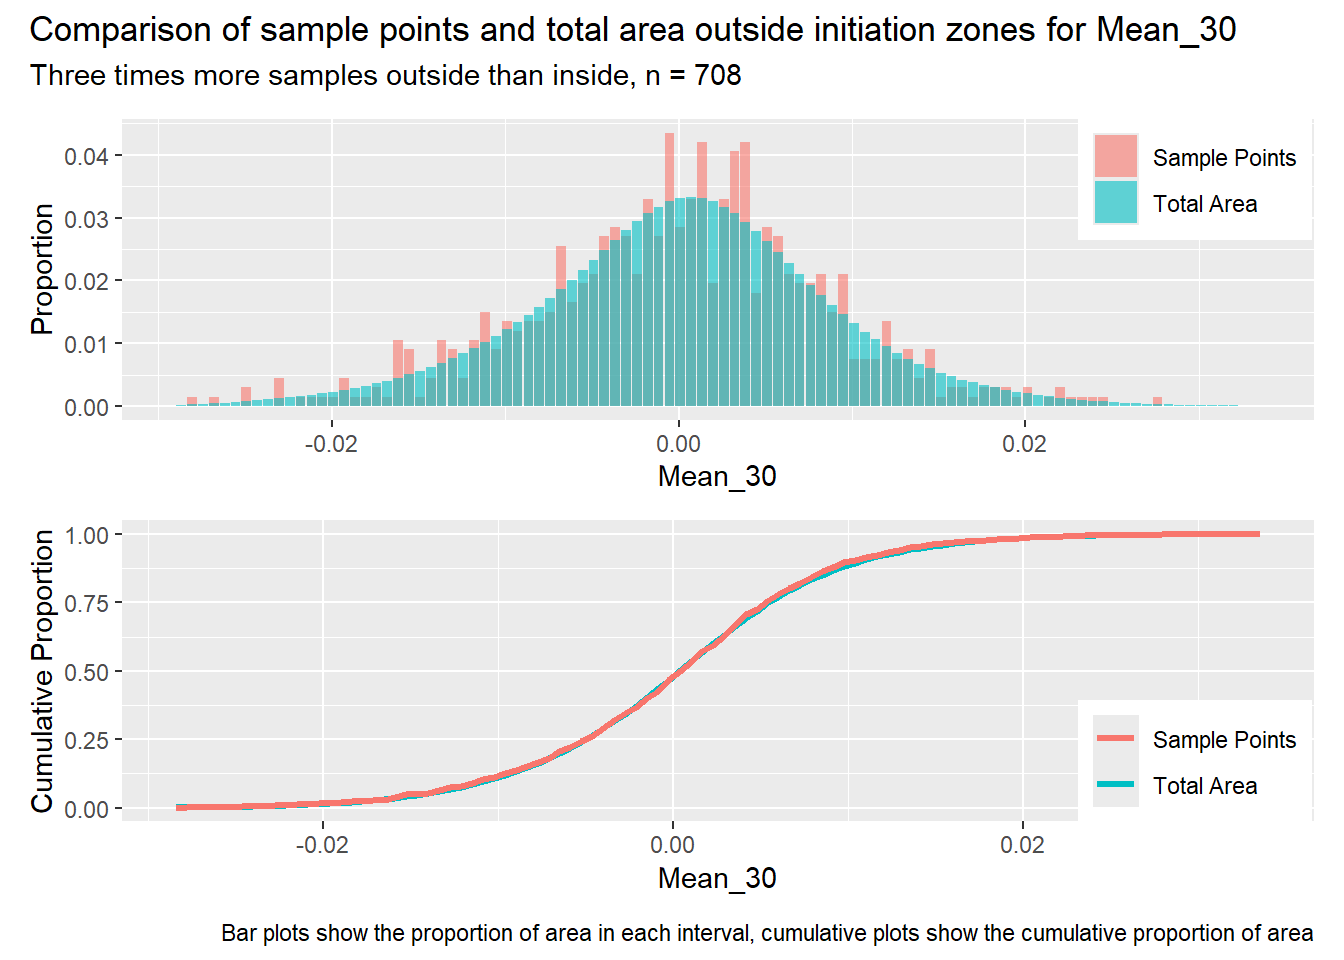 Comparison of sample points and total area outside initiation zones for Mean_30
Three times more samples outside than inside, n = 708
Proportion
0.04
0.03
0.02
0.01
0.00
Sample Points
Total Area
-0.02
0.00
0.02
Mean_30
Cumulative Proportion
1.00
0.75
0.50
0.25
0.00
Sample Points
Total Area
-0.02
0.00
0.02
Mean_30
Bar plots show the proportion of area in each interval, cumulative plots show the cumulative proportion of area